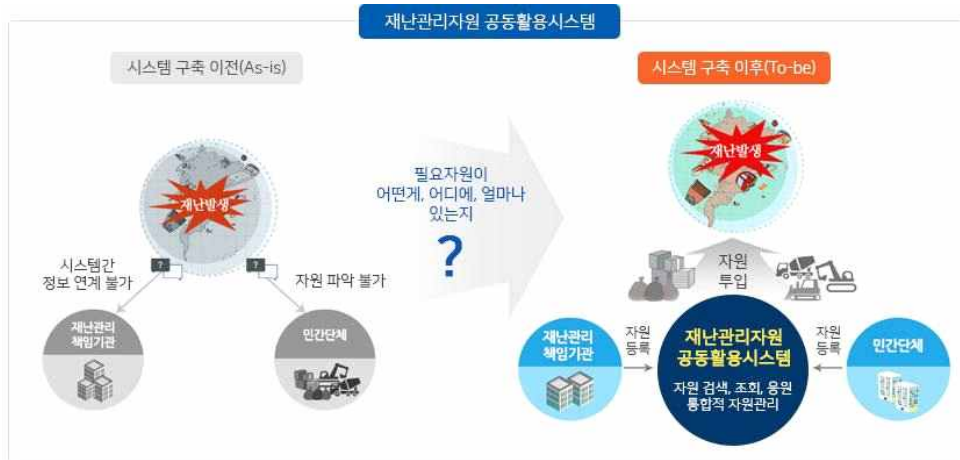 재난관리자원 공동활용시스템
시스템 구축 이전(As-is)
재난발생
?
?
시스템간
정보 연계 불가
자원 파악 불가
재난관리
책임기관
민간단체
필요자원이
어떤게, 어디에, 얼마나
있는지
?
시스템 구축 이후(To-be)
재난발생
자원
투입
재난관리
책임기관
자원
등록
재난관리자원
공동활용시스템
자원 검색, 조회, 응원
통합적 자원관리
자원
등록
민간단체